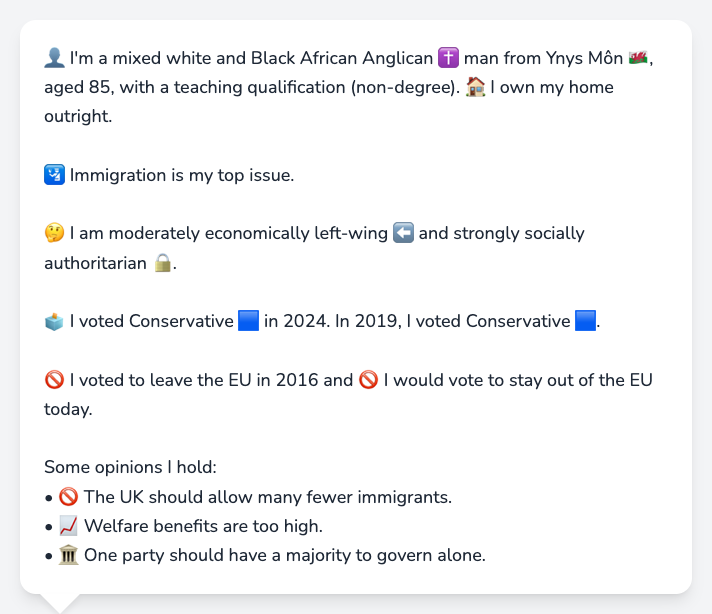 👤 I'm a mixed white and Black African Anglican ✝️ man from Ynys Môn 🏴󠁧󠁢󠁷󠁬󠁳󠁿,
aged 85, with a teaching qualification (non-degree). 🏠 I own my home
outright.
🛂 Immigration is my top issue.
🤔 I am moderately economically left-wing ⬅️ and strongly socially
authoritarian 🔒.
🗳️ I voted Conservative 🟦 in 2024. In 2019, I voted Conservative 🟦.
🚫 I voted to leave the EU in 2016 and 🚫 I would vote to stay out of the EU
today.
Some opinions I hold:
• 🚫 The UK should allow many fewer immigrants.
• 📈 Welfare benefits are too high.
• 🏛️ One party should have a majority to govern alone.